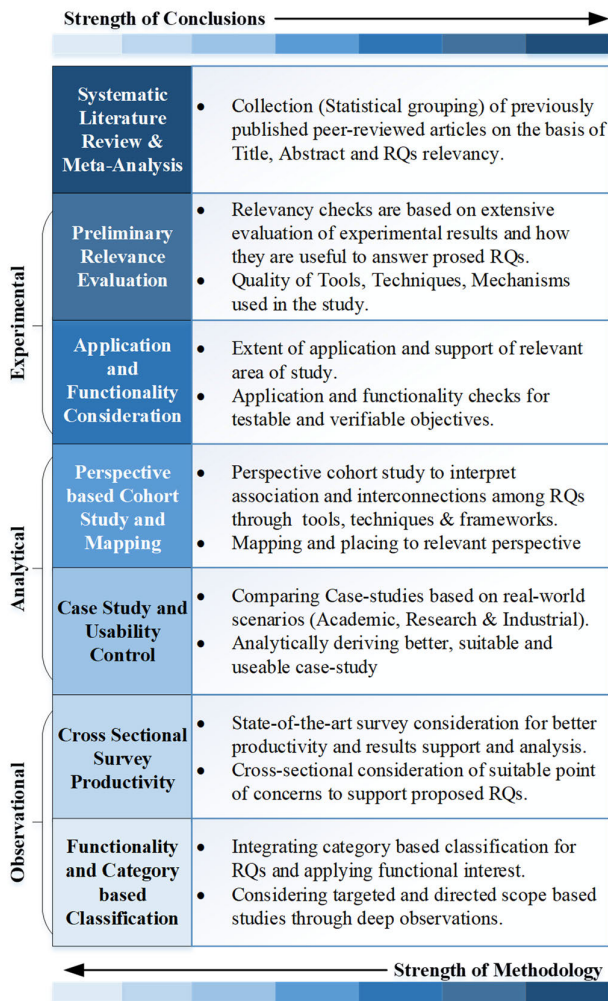 Strength of Conclusions
Systematic
Literature
Review &
Meta-Analysis
• Collection (Statistical grouping) of previously
published peer-reviewed articles on the basis of
Title, Abstract and RQs relevancy.
Experimental
Preliminary
Relevance
Evaluation
• Relevancy checks are based on extensive
evaluation of experimental results and how
they are useful to answer prosed RQs.
• Quality of Tools, Techniques, Mechanisms
used in the study.
Application
and
Functionality
Consideration
• Extent of application and support of relevant
area of study.
• Application and functionality checks for
testable and verifiable objectives.
Analytical
Perspective
based Cohort
Study and
Mapping
• Perspective cohort study to interpret
association and interconnections among RQs
through tools, techniques & frameworks.
• Mapping and placing to relevant perspective
Case Study and
Usability
Control
• Comparing Case-studies based on real-world
scenarios (Academic, Research & Industrial).
• Analytically deriving better, suitable and
useable case-study
Observational
Cross Sectional
Survey
Productivity
• State-of-the-art survey consideration for better
productivity and results support and analysis.
• Cross-sectional consideration of suitable point
of concerns to support proposed RQs.
Functionality
and Category
based
Classification
• Integrating category based classification for
RQs and applying functional interest.
• Considering targeted and directed scope based
studies through deep observations.
Strength of Methodology